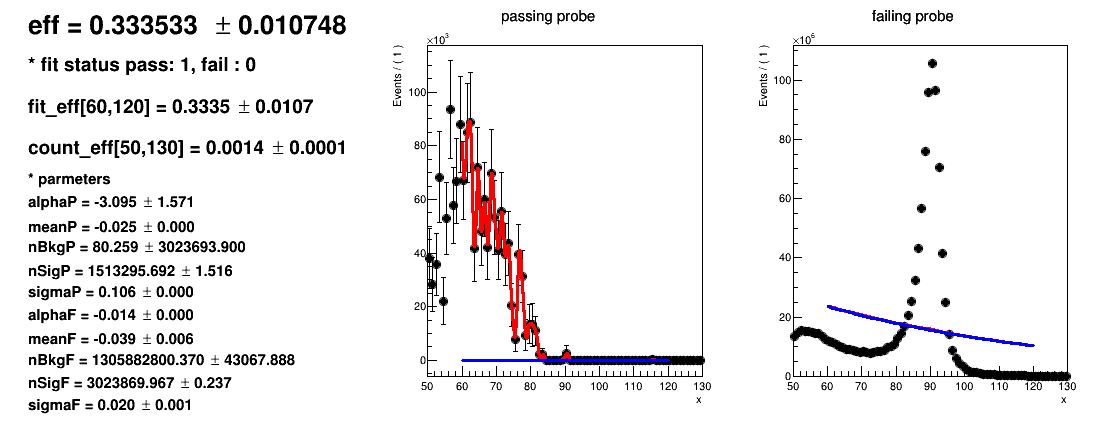 eff = 0.333533 ± 0.010748
* fit status pass: 1, fail : 0
fit_eff[60,120] = 0.3335 ± 0.0107
count_eff[50,130] = 0.0014 ± 0.0001
* parmeters
alphaP = -3.095 ± 1.571
meanP = -0.025 ± 0.000
nBkgP = 80.259 ± 3023693.900
nSigP = 1513295.692 ± 1.516
sigmaP = 0.106 ± 0.000
alphaF = -0.014 ± 0.000
meanF = -0.039 ± 0.006
nBkgF = 1305882800.370 ± 43067.888
nSigF = 3023869.967 ± 0.237
sigmaF = 0.020 ± 0.001
passing probe
×10³
Events / ( 1 )
100
80
60
40
20
0
50 60 70 80 90 100 110 120 130
x
failing probe
×10⁶
Events / ( 1 )
100
80
60
40
20
0
50 60 70 80 90 100 110 120 130
x